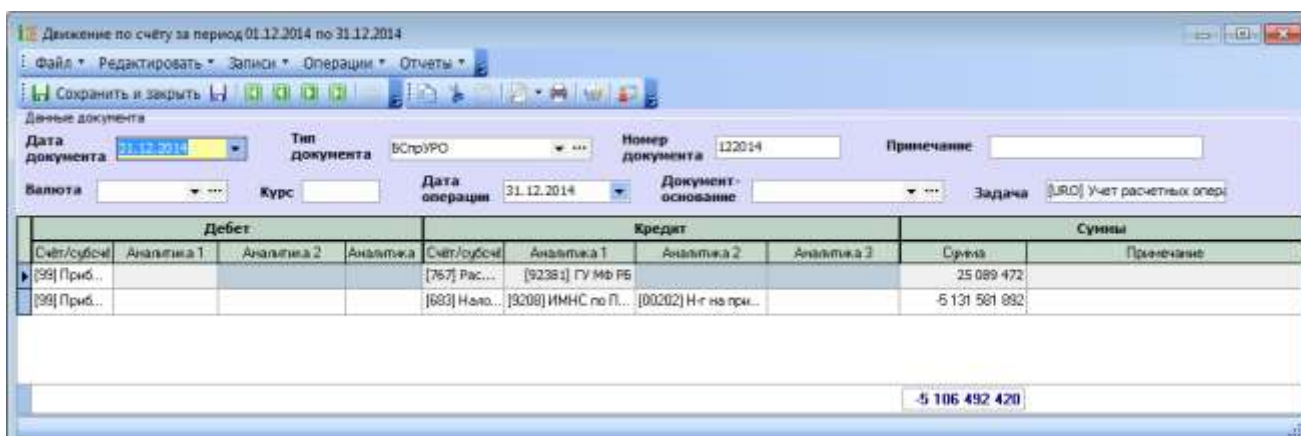 Движение по счёту за период 01.12.2014 по 31.12.2014
Файл Редактировать Записи Операции Отчеты
Сохранить и закрыть
Данные документа
Дата документа 31.12.2014 Тип документа БСпрУРО Номер документа 122014 Примечание
Валюта Курс Дата операции 31.12.2014 Документ-основание Задача [URO] Учет расчетных опера
Дебет Кредит Суммы
Счёт/субсчё Аналитика 1 Аналитика 2 Аналитика Счёт/субсчё Аналитика 1 Аналитика 2 Аналитика 3 Сумма Примечание
[99] Приб... [767] Рас... [92381] ГУ МФ РБ 25 089 472
[99] Приб... [683] Нало... [9208] ИМНС по П... [00202] Н-г на при... -5 131 581 892
-5 106 492 420